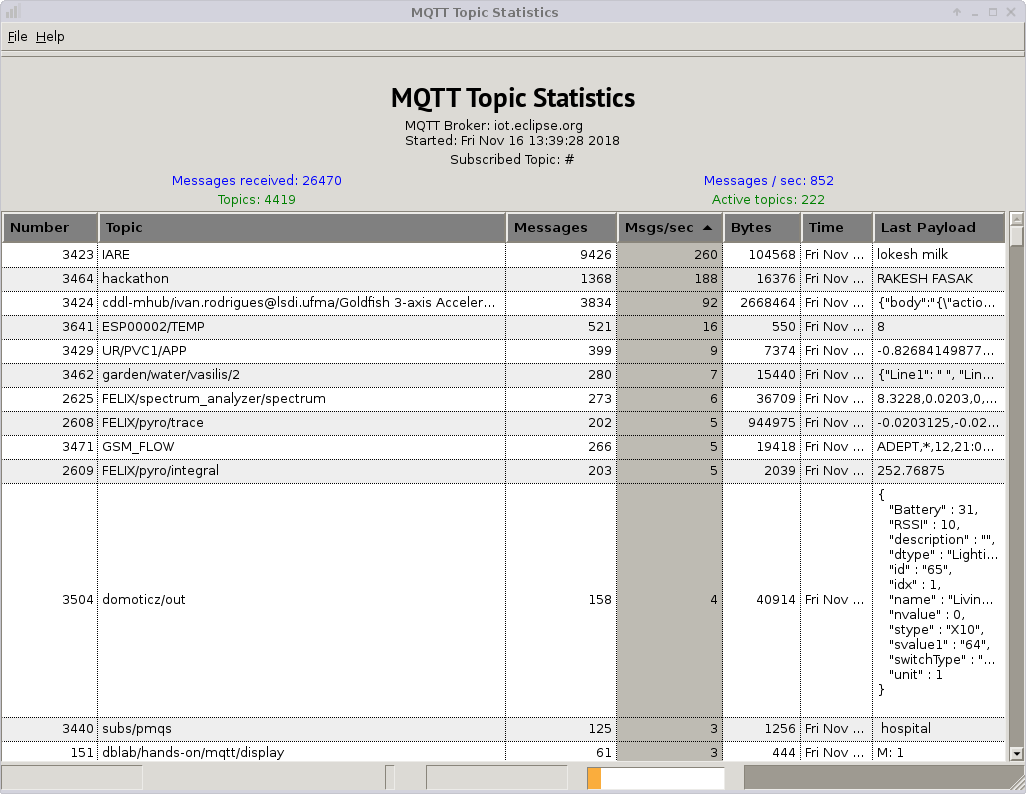 MQTT Topic Statistics
File Help
MQTT Topic Statistics
MQTT Broker: iot.eclipse.org
Started: Fri Nov 16 13:39:28 2018
Subscribed Topic: #
Messages received: 26470 Messages / sec: 852
Topics: 4419 Active topics: 222
Number Topic Messages Msgs/sec Bytes Time Last Payload
3423 IARE 9426 260 104568 Fri Nov ... lokesh milk
3464 hackathon 1368 188 16376 Fri Nov ... RAKESH FASAK
3424 cddl-mhub/ivan.rodrigues@lsdi.ufma/Goldfish 3-axis Acceler... 3834 92 2668464 Fri Nov ... {"body":"{\"actio...
3641 ESP00002/TEMP 521 16 550 Fri Nov ... 8
3429 UR/PVC1/APP 399 9 7374 Fri Nov ... -0.82684149877...
3462 garden/water/vasilis/2 280 7 15440 Fri Nov ... {"Line1": " ", "Lin...
2625 FELIX/spectrum_analyzer/spectrum 273 6 36709 Fri Nov ... 8.3228,0.0203,0,...
2608 FELIX/pyro/trace 202 5 944975 Fri Nov ... -0.0203125,-0.02...
3471 GSM_FLOW 266 5 19418 Fri Nov ... ADEPT,*,12,21:0...
2609 FELIX/pyro/integral 203 5 2039 Fri Nov ... 252.76875
{
"Battery" : 31,
"RSSI" : 10,
"description" : "",
"dtype" : "Lighti...
"id" : "65",
"idx" : 1,
3504 domoticz/out 158 4 40914 Fri Nov ... "name" : "Livin...
"nvalue" : 0,
"stype" : "X10",
"svalue1" : "64",
"switchType" : "...
"unit" : 1
}
3440 subs/pmqs 125 3 1256 Fri Nov ... hospital
151 dblab/hands-on/mqtt/display 61 3 444 Fri Nov ... M: 1